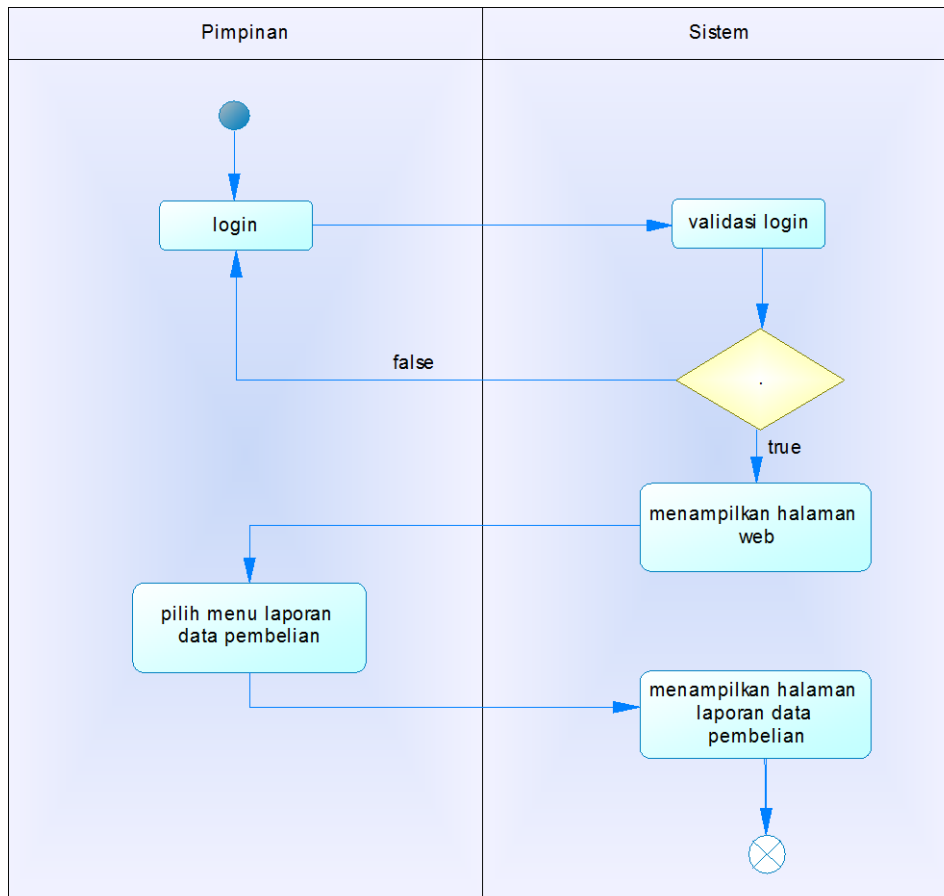 Pimpinan
Sistem
login
validasi login
false
.
true
menampilkan halaman
web
pilih menu laporan
data pembelian
menampilkan halaman
laporan data
pembelian